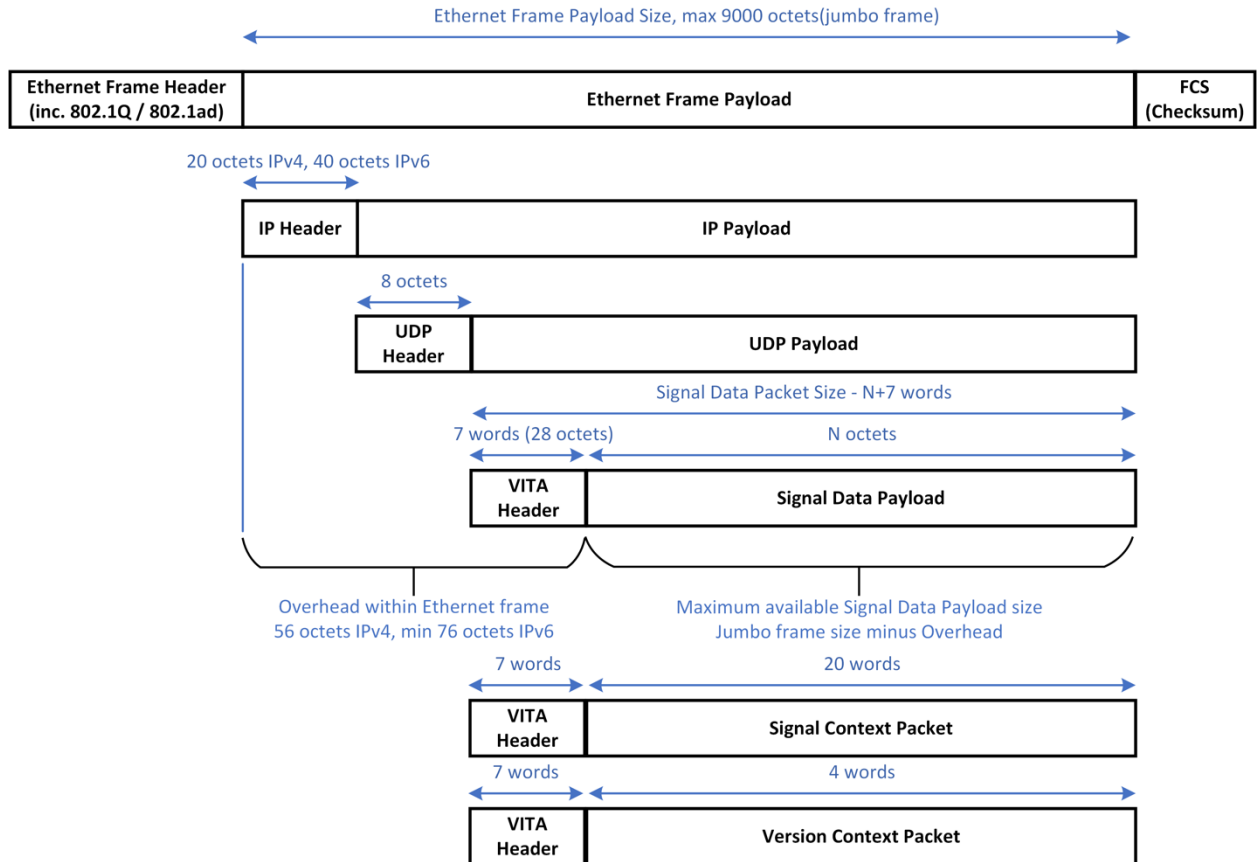 Ethernet Frame Payload Size, max 9000 octets(jumbo frame)
Ethernet Frame Header
(inc. 802.1Q / 802.1ad)
Ethernet Frame Payload
FCS
(Checksum)
20 octets IPv4, 40 octets IPv6
IP Header
IP Payload
8 octets
UDP
Header
UDP Payload
Signal Data Packet Size - N+7 words
7 words (28 octets)
N octets
VITA
Header
Signal Data Payload
Overhead within Ethernet frame
56 octets IPv4, min 76 octets IPv6
Maximum available Signal Data Payload size
Jumbo frame size minus Overhead
7 words
20 words
VITA
Header
Signal Context Packet
7 words
4 words
VITA
Header
Version Context Packet